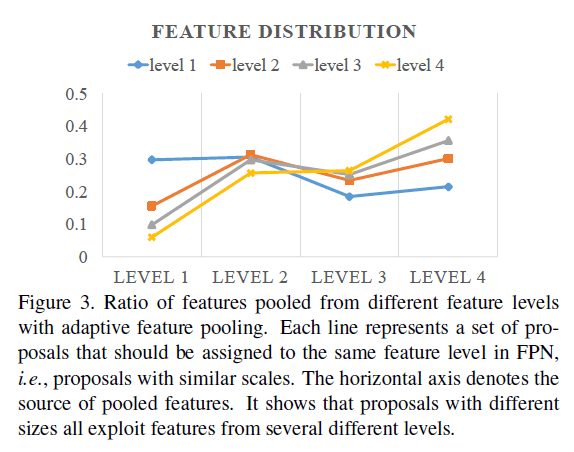 FEATURE DISTRIBUTION
level 1 level 2 level 3 level 4
0.5
0.4
0.3
0.2
0.1
0
LEVEL 1 LEVEL 2 LEVEL 3 LEVEL 4
Figure 3. Ratio of features pooled from different feature levels
with adaptive feature pooling. Each line represents a set of pro-
posals that should be assigned to the same feature level in FPN,
i.e., proposals with similar scales. The horizontal axis denotes the
source of pooled features. It shows that proposals with different
sizes all exploit features from several different levels.